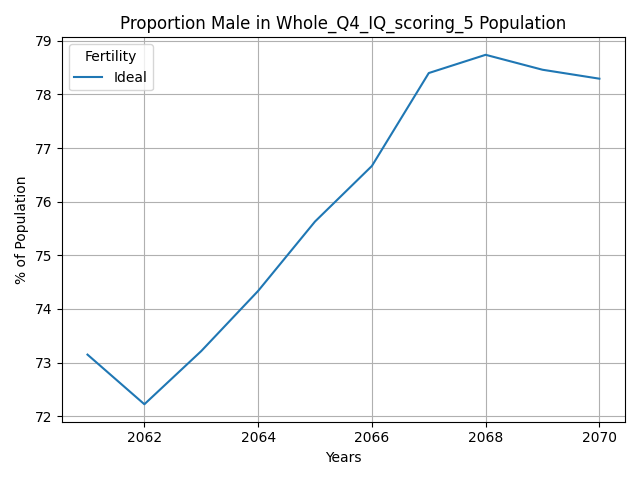 Proportion Male in Whole_Q4_IQ_scoring_5 Population
Fertility
Ideal
79
78
77
76
75
74
73
72
% of Population
2062 2064 2066 2068 2070
Years